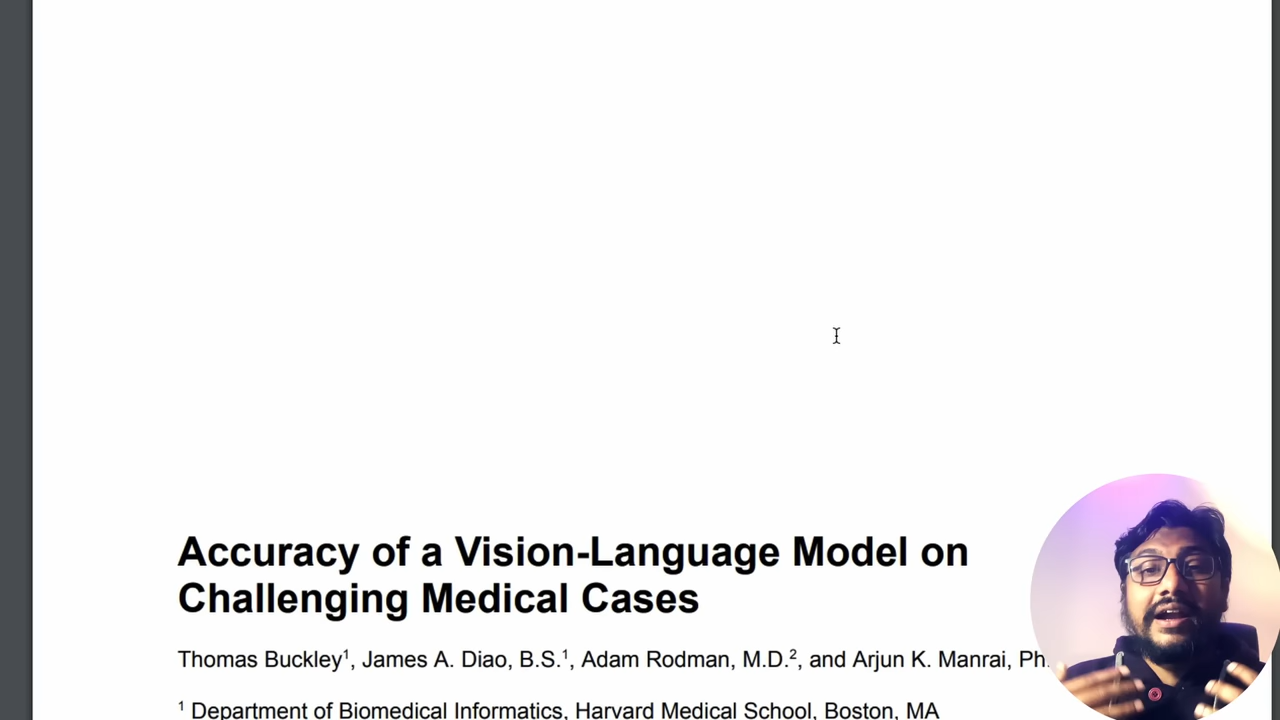 Accuracy of a Vision-Language Model on
Challenging Medical Cases
Thomas Buckley¹, James A. Diao, B.S.¹, Adam Rodman, M.D.², and Arjun K. Manrai, Ph.
¹ Department of Biomedical Informatics, Harvard Medical School, Boston, MA